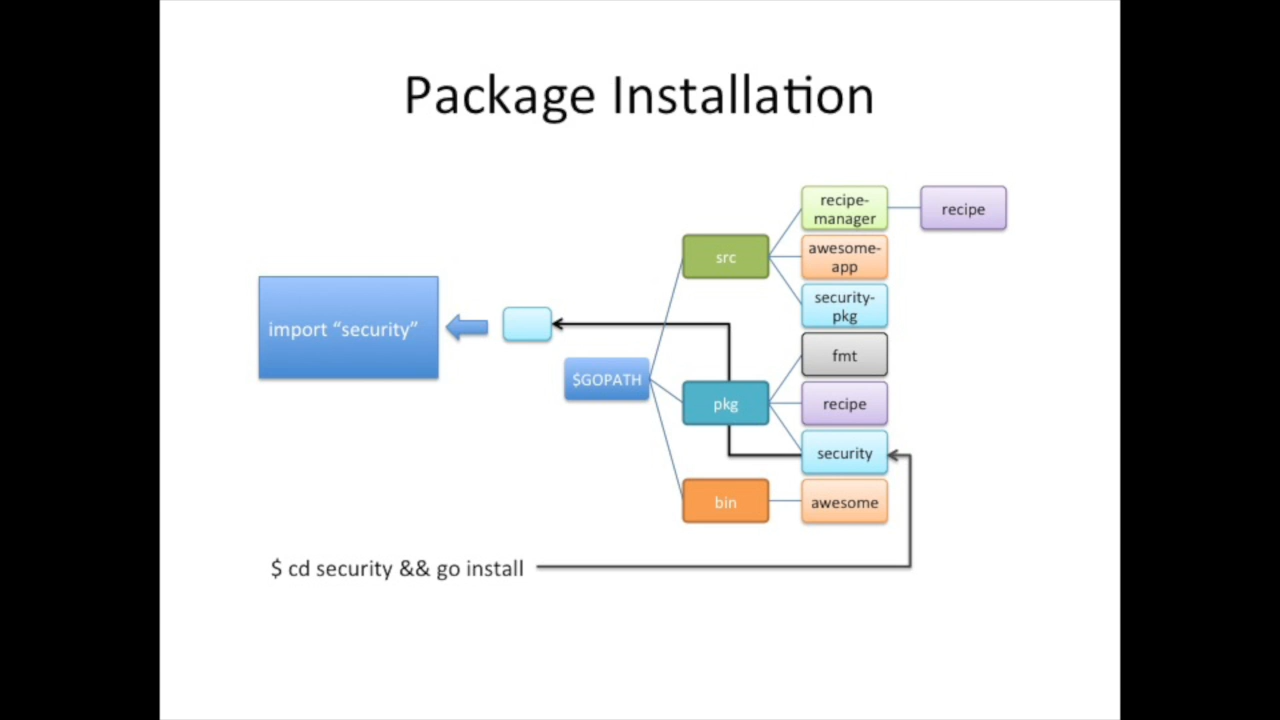 Package Installation
recipe-
manager
recipe
src
awesome-
app
security-
pkg
import “security”
fmt
$GOPATH
pkg
recipe
security
bin
awesome
$ cd security && go install